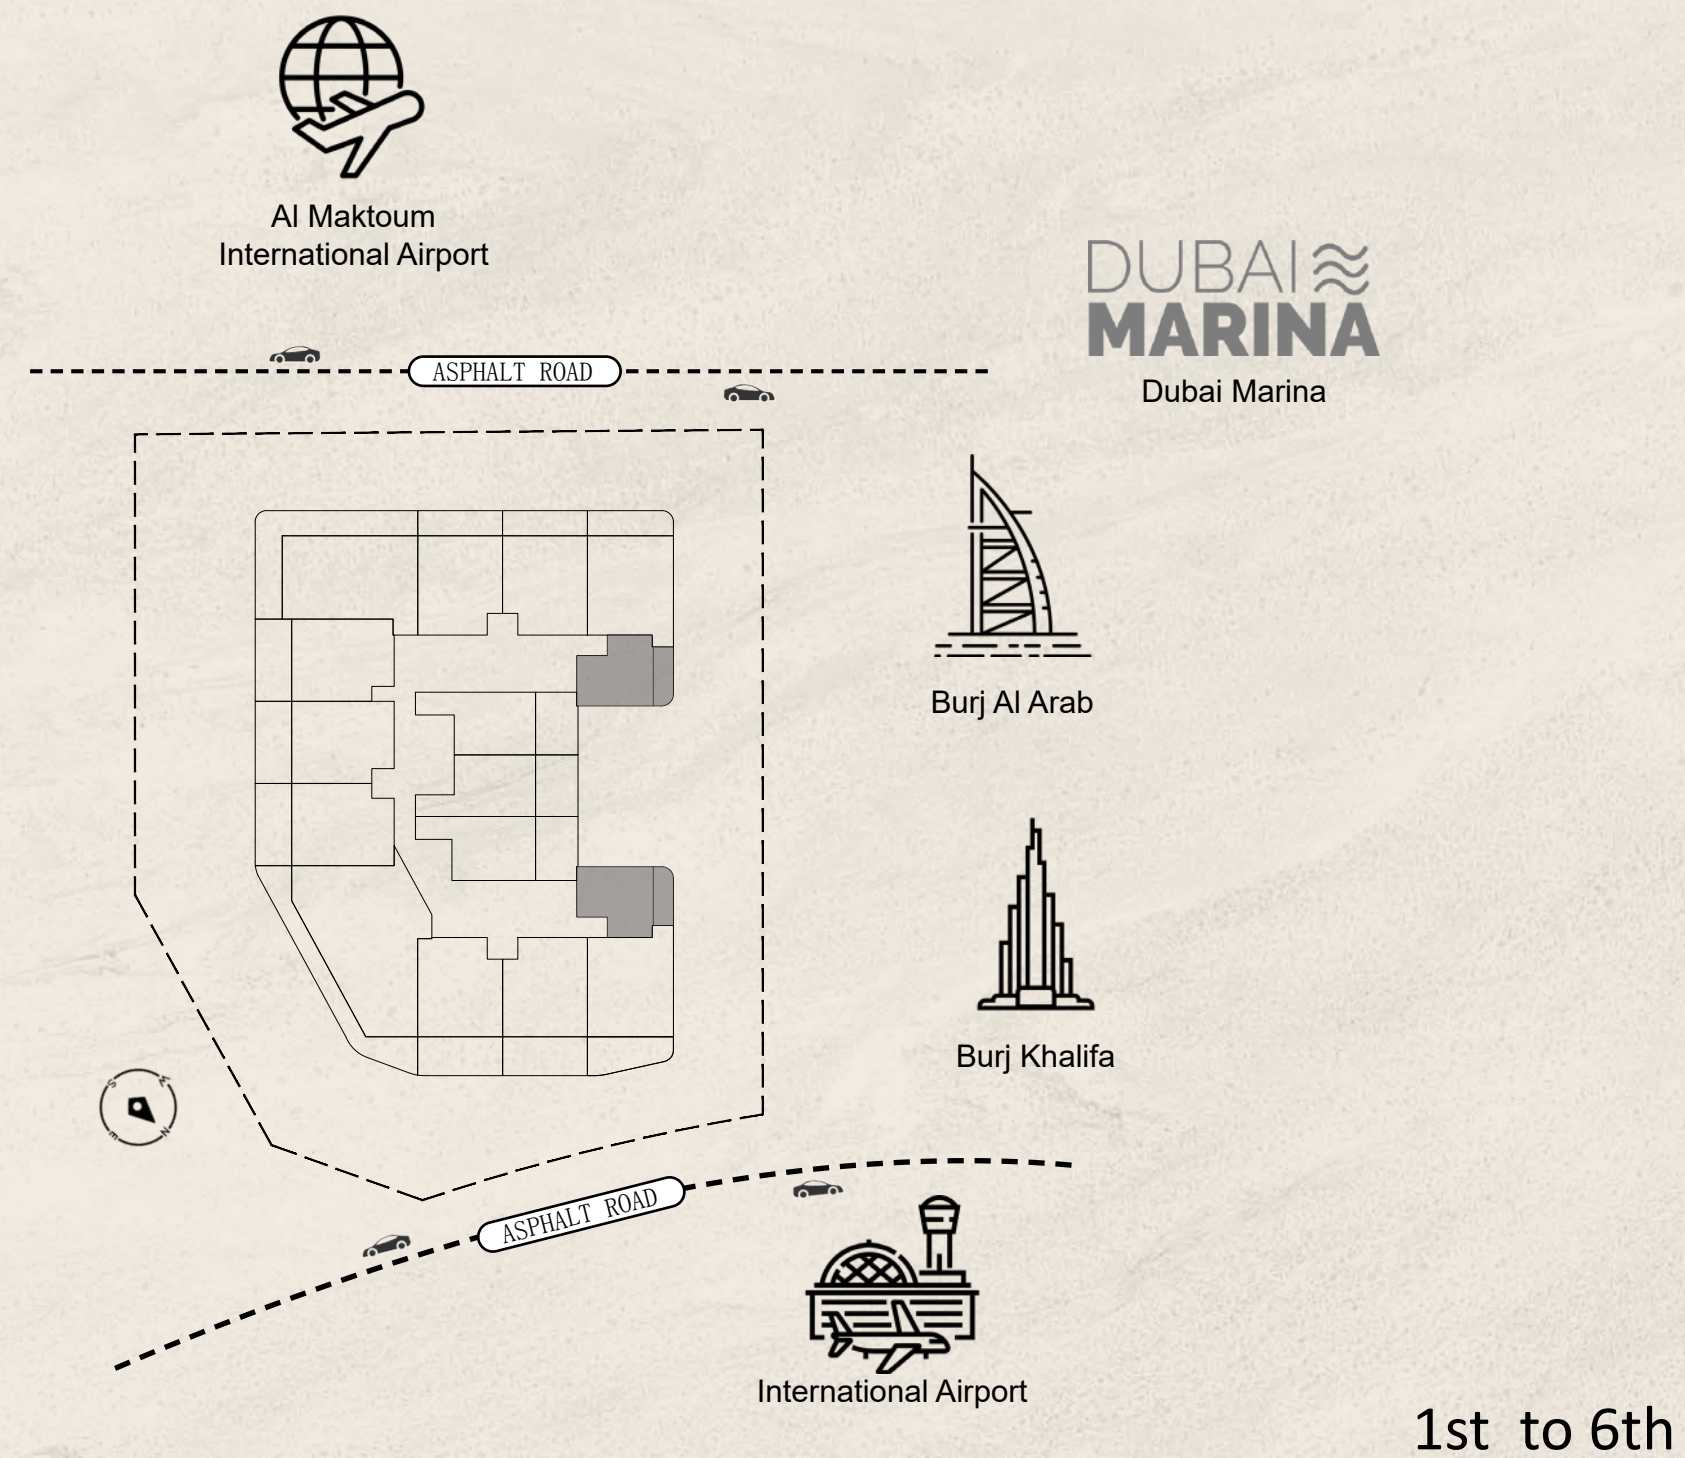 Al Maktoum
International Airport
DUBAI
MARINA
Dubai Marina
ASPHALT ROAD
Burj Al Arab
Burj Khalifa
S
W
E
N
ASPHALT ROAD
International Airport
1st to 6th